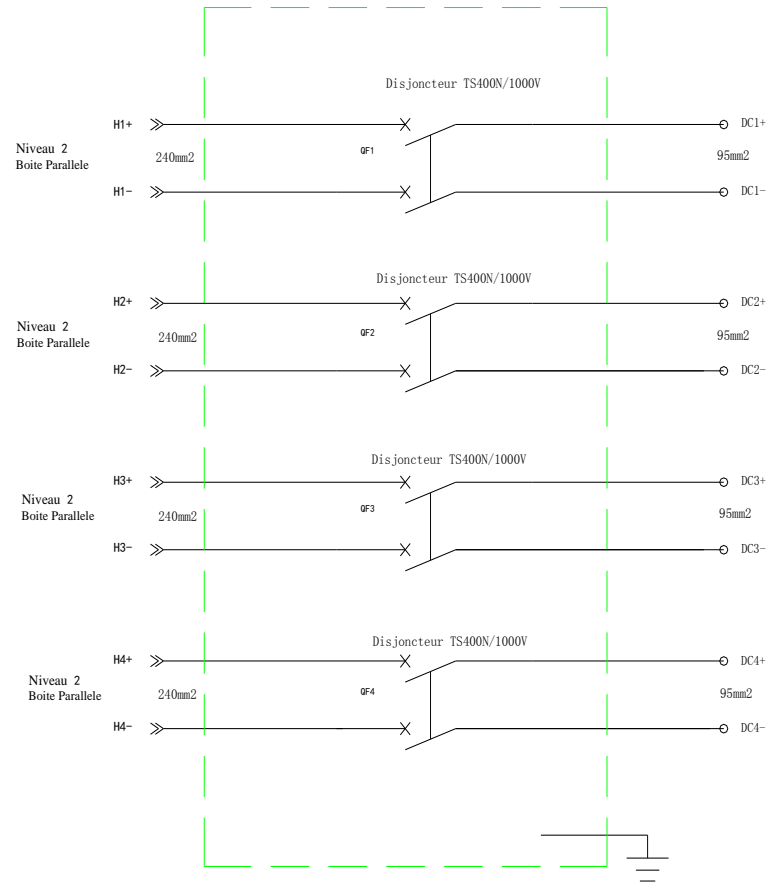 Disjoncteur TS400N/1000V
H1+
DC1+
QF1
Niveau 2
Boite Parallele
240mm2
95mm2
H1-
DC1-
Disjoncteur TS400N/1000V
H2+
DC2+
QF2
Niveau 2
Boite Parallele
240mm2
95mm2
H2-
DC2-
Disjoncteur TS400N/1000V
H3+
DC3+
QF3
Niveau 2
Boite Parallele
240mm2
95mm2
H3-
DC3-
Disjoncteur TS400N/1000V
H4+
DC4+
QF4
Niveau 2
Boite Parallele
240mm2
95mm2
H4-
DC4-